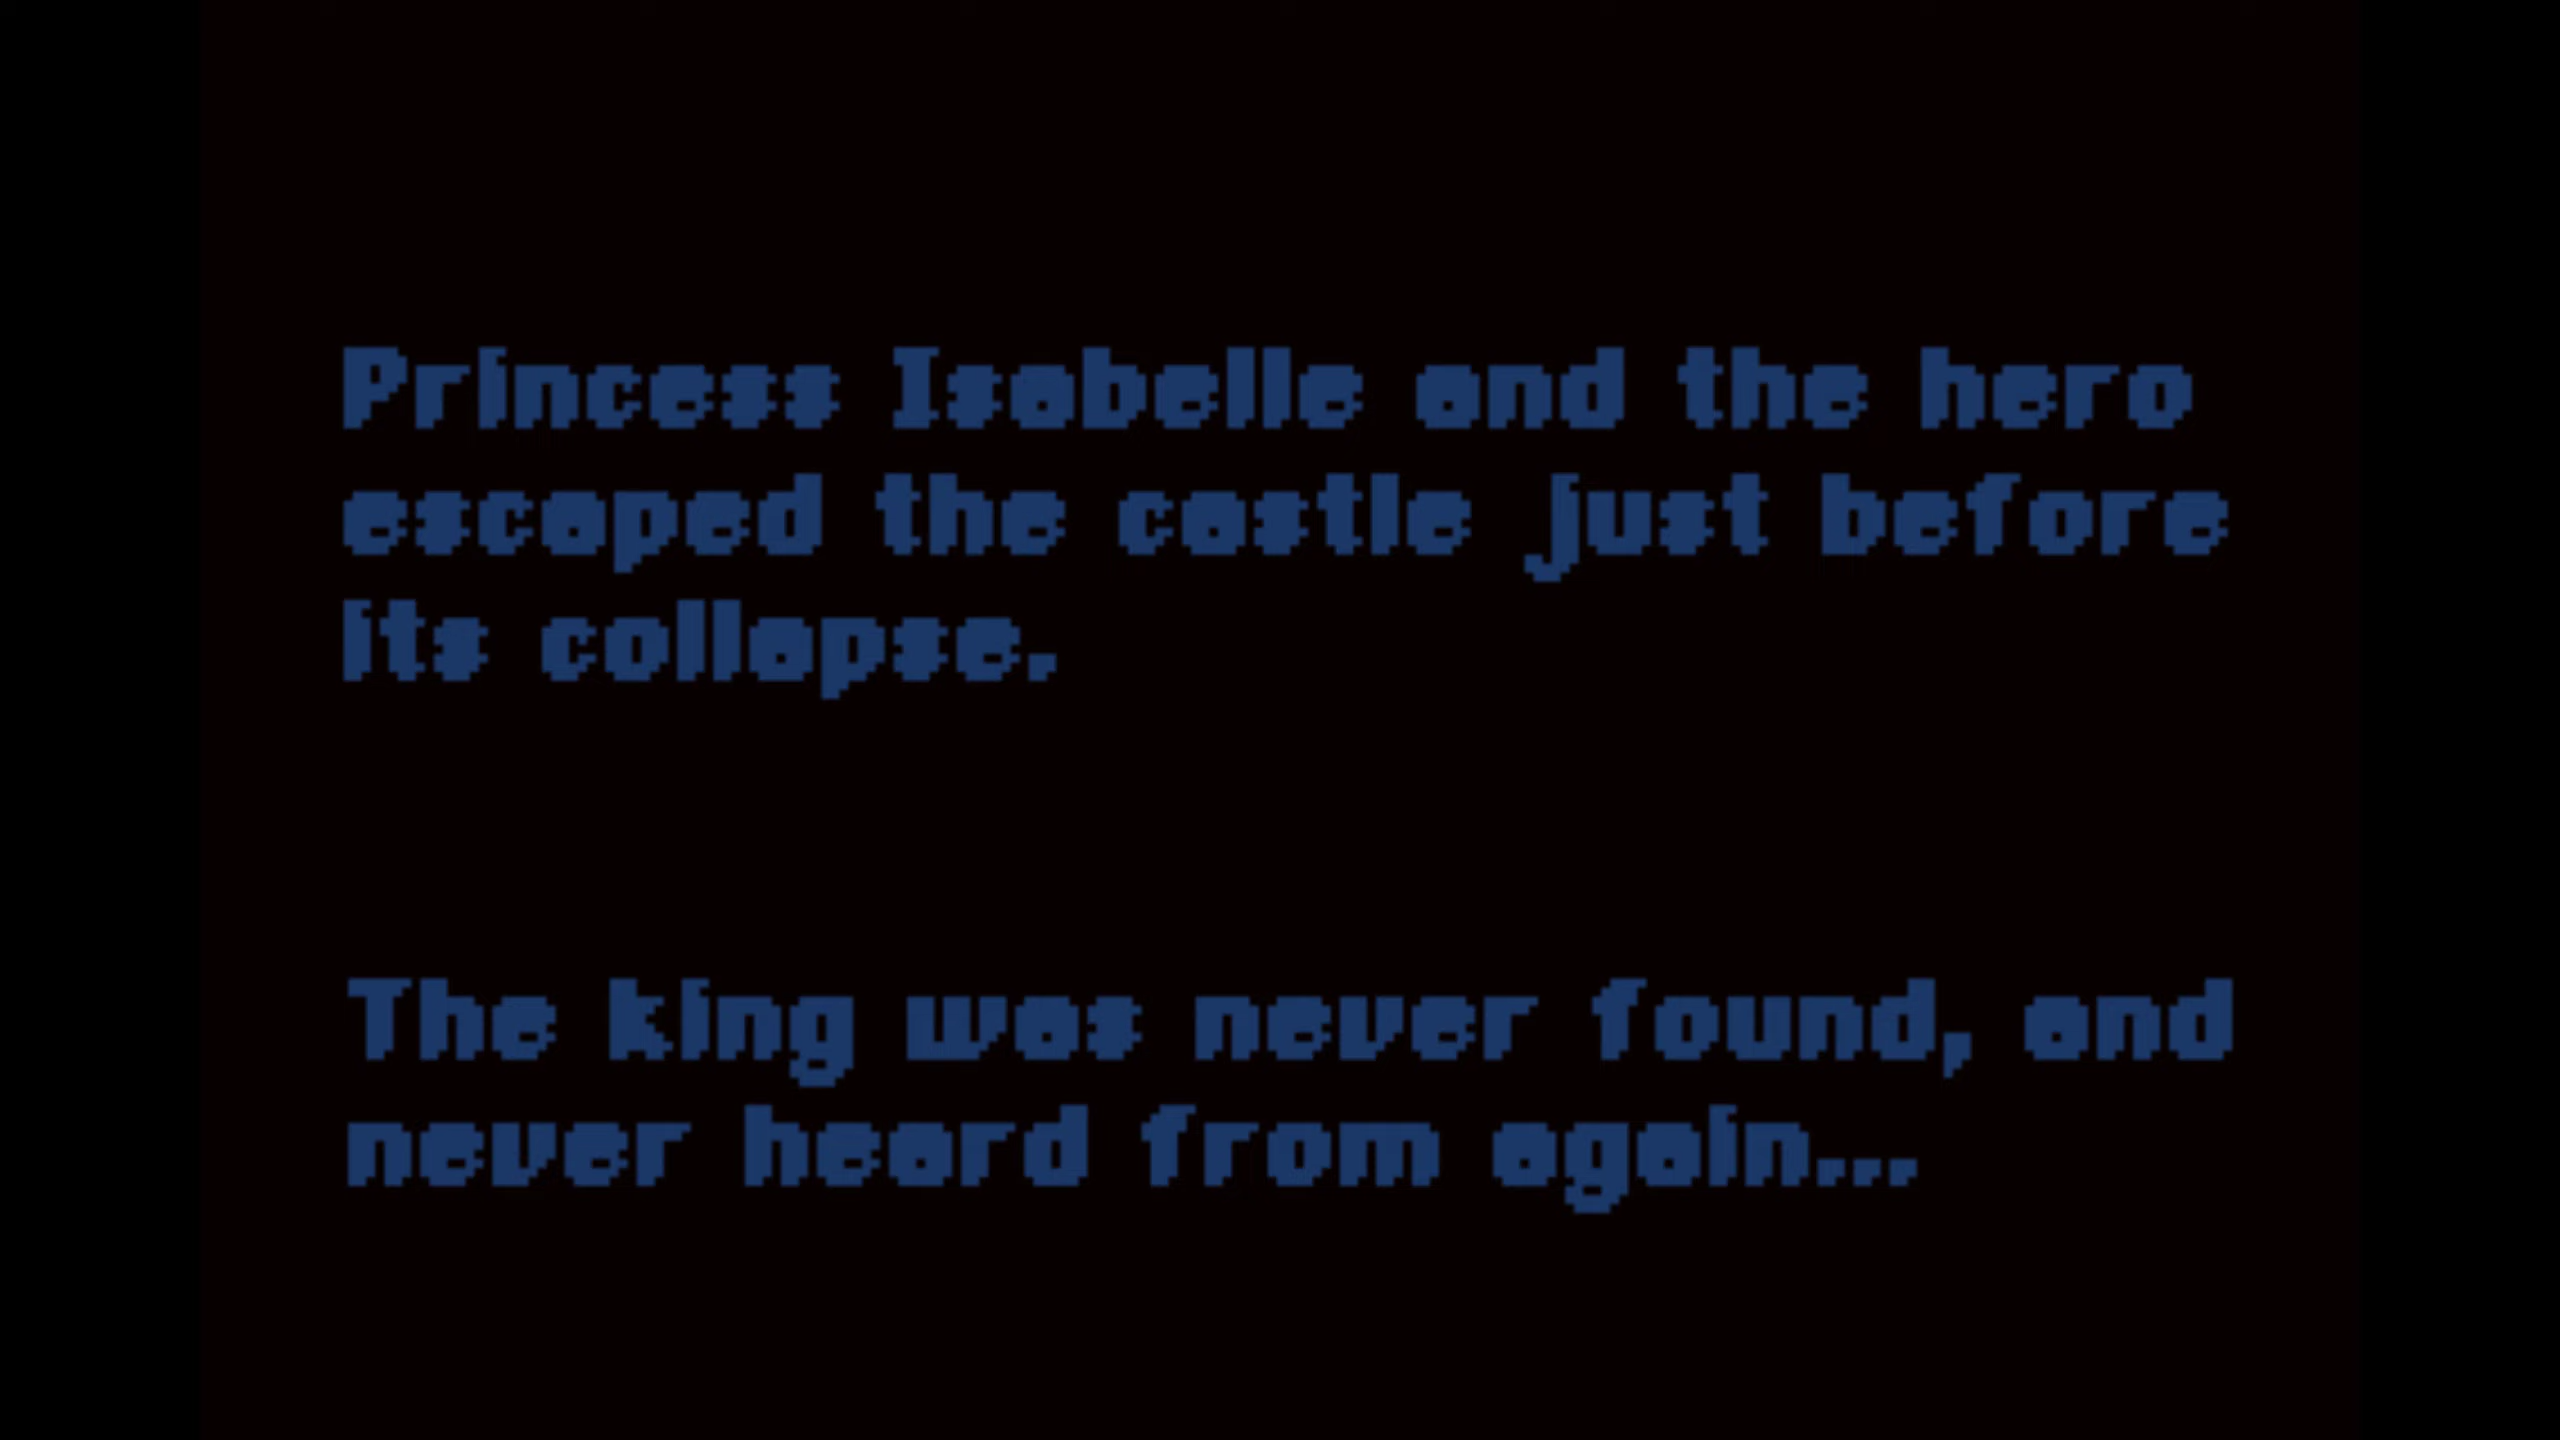 Princess Isabelle and the hero
escaped the castle just before
its collapse.
The king was never found, and
never heard from again...